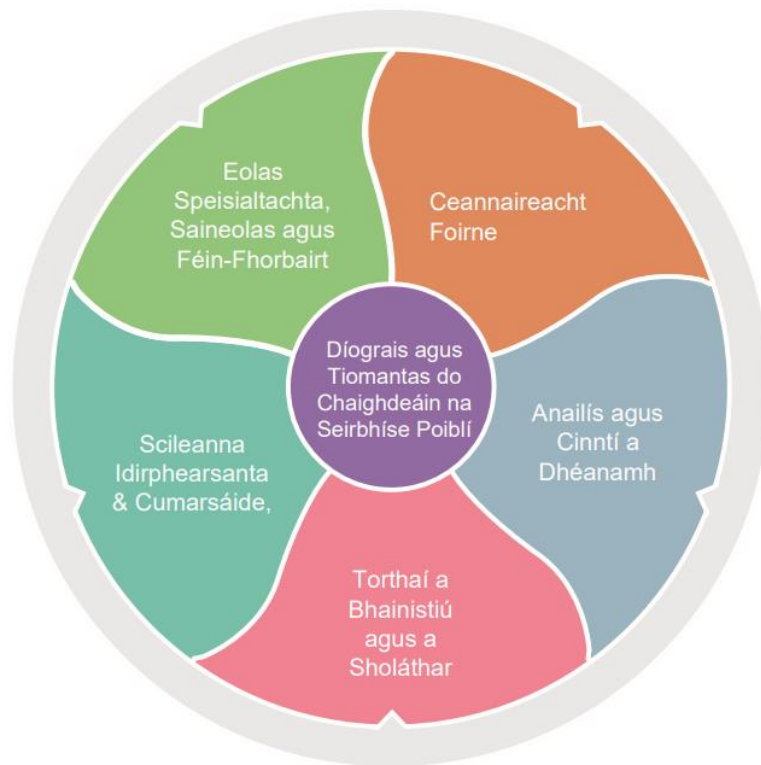 Eolas
Speisialtachta,
Saineolas agus
Féin-Fhorbairt
Ceannaireacht
Foirne
Díograis agus
Tiomantas do
Chaighdeáin na
Seirbhíse Poiblí
Anailís agus
Cinntí a
Dhéanamh
Scileanna
Idirphearsanta
& Cumarsáide,
Torthaí a
Bhainistiú
agus a
Sholáthar